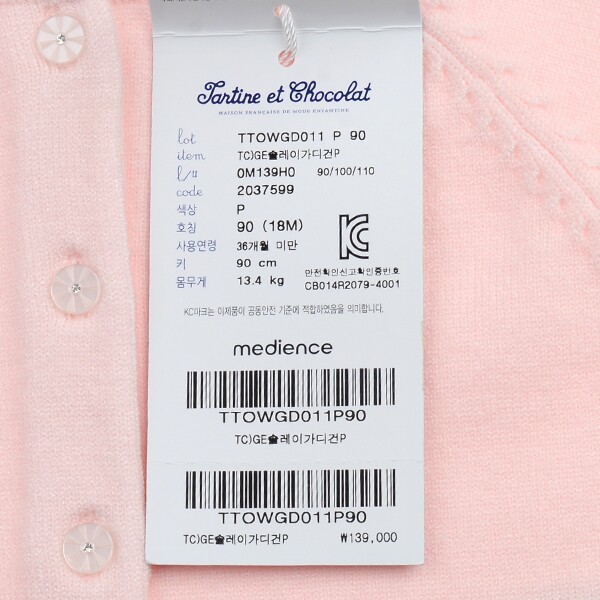 Tartine et Chocolat
MAISON FRANÇAISE DE MODE ENFANTINE
lot TTOWGD011 P 90
item TC)GE솔레이가디건P
l/# 0M139H0 90/100/110
code 2037599
색상 P
호칭 90 (18M)
사용연령 36개월 미만
키 90 cm
몸무게 13.4 kg
안전확인신고확인증번호
CB014R2079-4001
KC마크는 이제품이 공통안전 기준에 적합하였음을 의미합니다.
medience
TTOWGD011P90
TC)GE솔레이가디건P
TTOWGD011P90
TC)GE솔레이가디건P ₩139,000